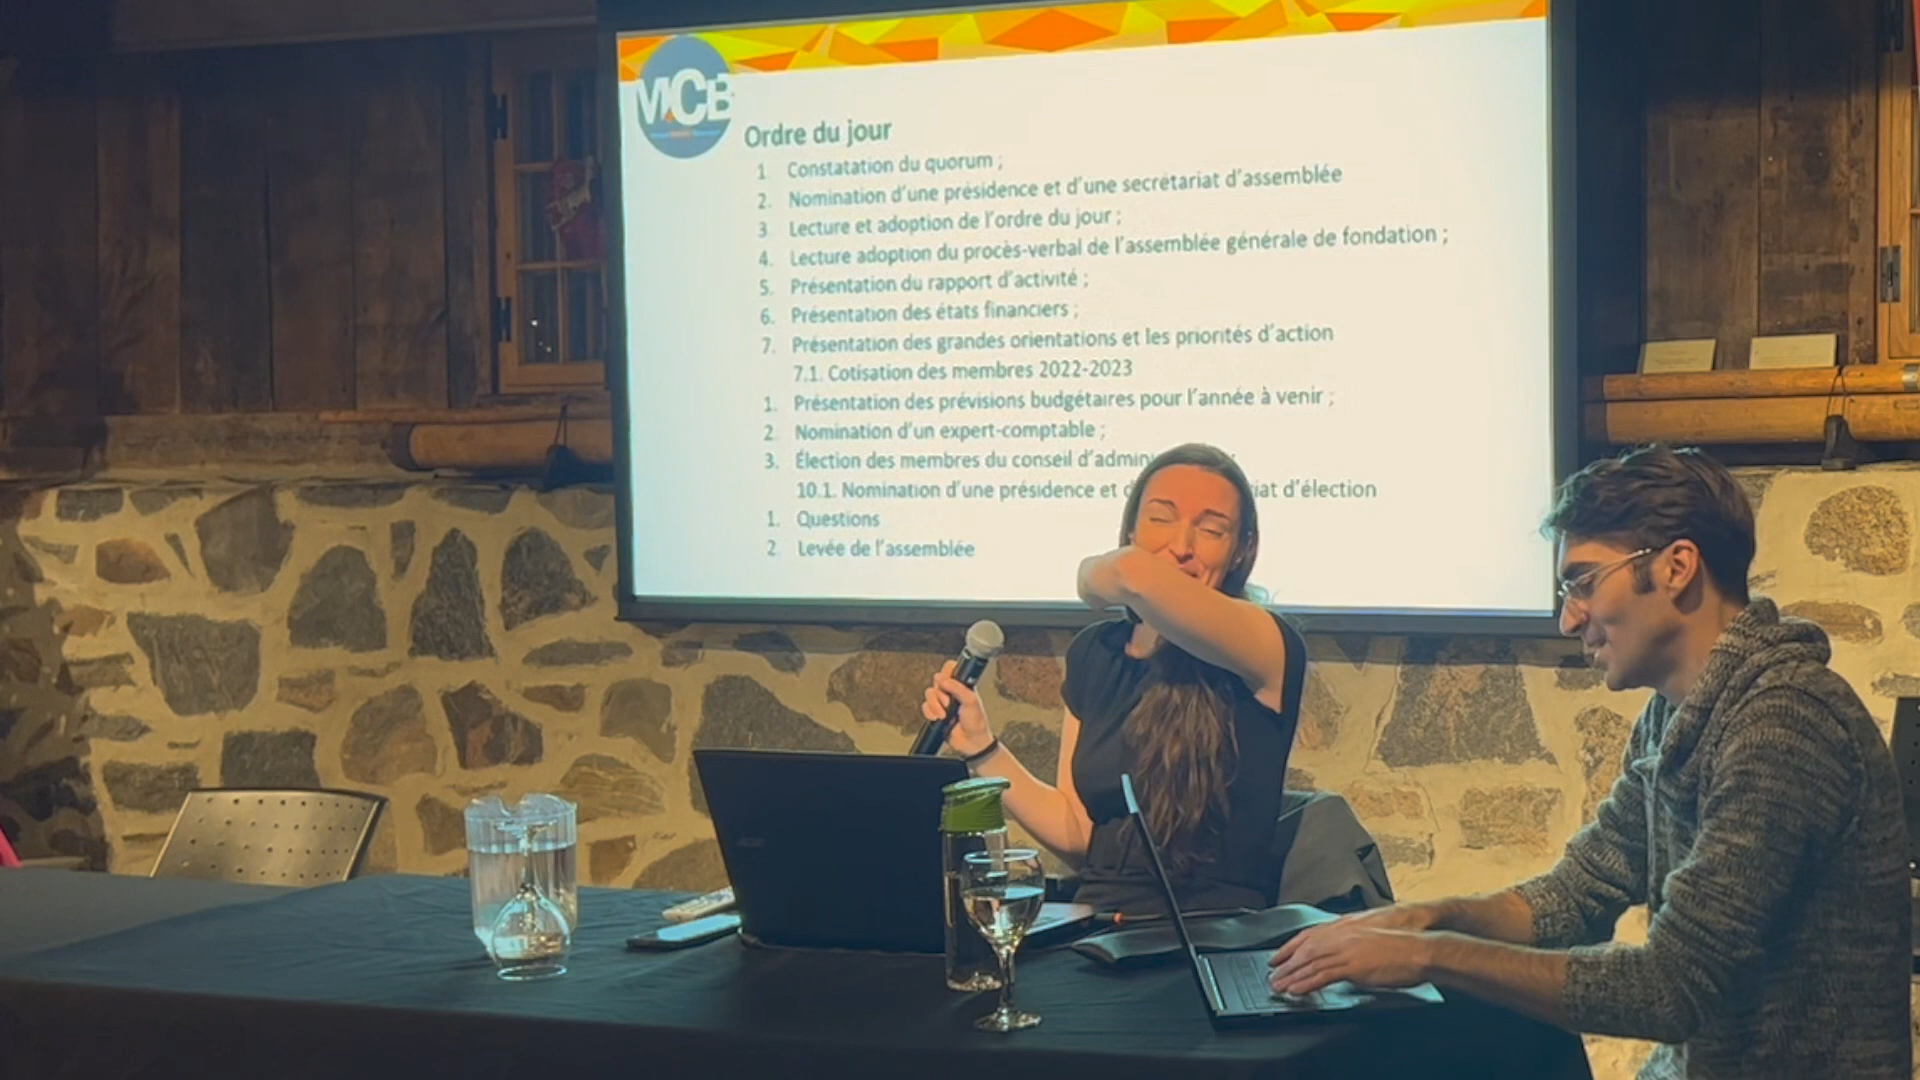 MCB
Ordre du jour
1. Constatation du quorum ;
2. Nomination d'une présidence et d'une secrétariat d'assemblée
3. Lecture et adoption de l'ordre du jour ;
4. Lecture adoption du procès-verbal de l'assemblée générale de fondation ;
5. Présentation du rapport d'activité ;
6. Présentation des états financiers ;
7. Présentation des grandes orientations et les priorités d'action
7.1. Cotisation des membres 2022-2023
1. Présentation des prévisions budgétaires pour l'année à venir ;
2. Nomination d'un expert-comptable ;
3. Élection des membres du conseil
10.1. Nomination d'une présidence et d'élection
1. Questions
2. Levée de l'assemblée